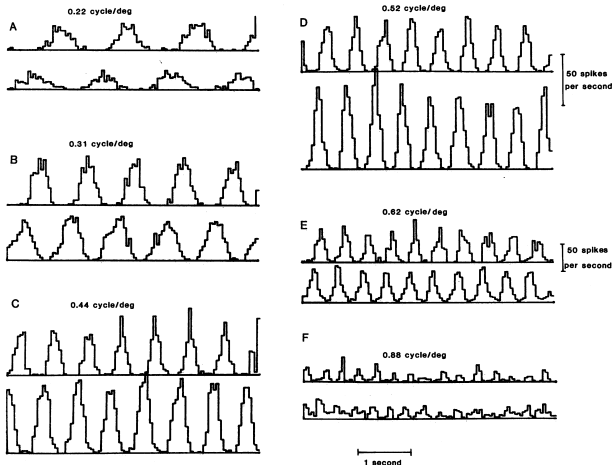 A
0.22 cycle/deg
B
0.31 cycle/deg
C
0.44 cycle/deg
D
0.52 cycle/deg
50 spikes
per second
E
0.62 cycle/deg
50 spikes
per second
F
0.88 cycle/deg
1 second